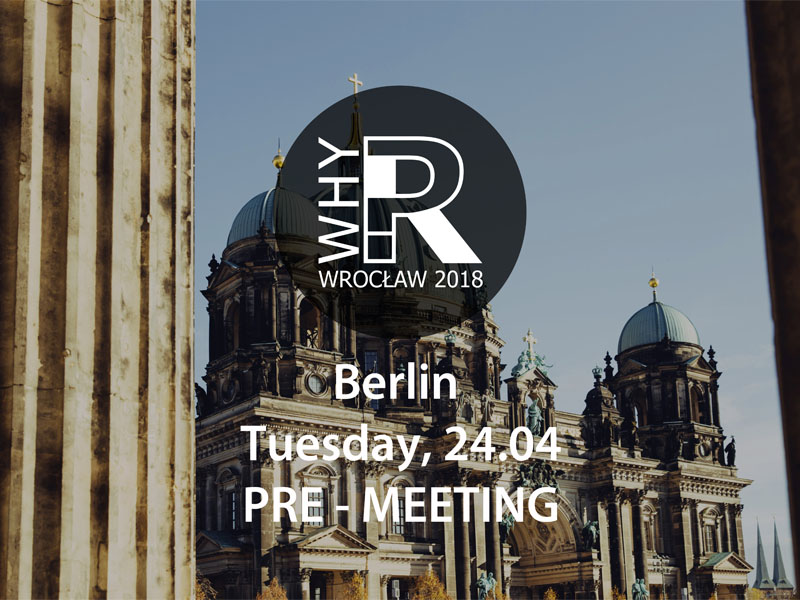 WHY R
WROCŁAW 2018
Berlin
Tuesday, 24.04
PRE - MEETING